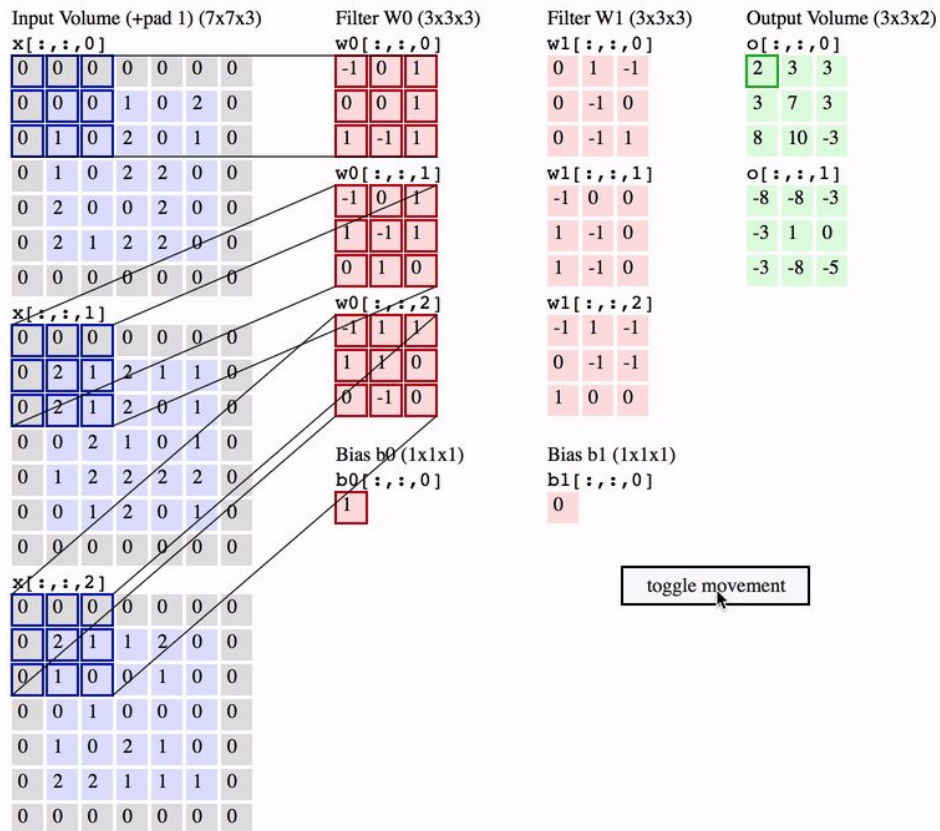 Input Volume (+pad 1) (7x7x3)
x[:,:,0]
0 0 0 0 0 0 0
0 0 0 1 0 2 0
0 1 0 2 0 1 0
0 1 0 2 2 0 0
0 2 0 0 2 0 0
0 2 1 2 2 0 0
0 0 0 0 0 0 0
x[:,:,1]
0 0 0 0 0 0 0
0 2 1 2 1 1 0
0 2 1 2 0 1 0
0 0 2 1 0 1 0
0 1 2 2 2 2 0
0 0 1 2 0 1 0
0 0 0 0 0 0 0
x[:,:,2]
0 0 0 0 0 0 0
0 2 1 1 2 0 0
0 1 0 0 1 0 0
0 0 1 0 0 0 0
0 1 0 2 1 0 0
0 2 2 1 1 1 0
0 0 0 0 0 0 0
Filter W0 (3x3x3)
w0[:,:,0]
-1 0 1
0 0 1
1 -1 1
w0[:,:,1]
-1 0 1
1 -1 1
0 1 0
w0[:,:,2]
-1 1 1
1 1 0
0 -1 0
Bias b0 (1x1x1)
b0[:,:,0]
1
Filter W1 (3x3x3)
w1[:,:,0]
0 1 -1
0 -1 0
0 -1 1
w1[:,:,1]
-1 0 0
1 -1 0
1 -1 0
w1[:,:,2]
-1 1 -1
0 -1 -1
1 0 0
Bias b1 (1x1x1)
b1[:,:,0]
0
Output Volume (3x3x2)
o[:,:,0]
2 3 3
3 7 3
8 10 -3
o[:,:,1]
-8 -8 -3
-3 1 0
-3 -8 -5
toggle movement